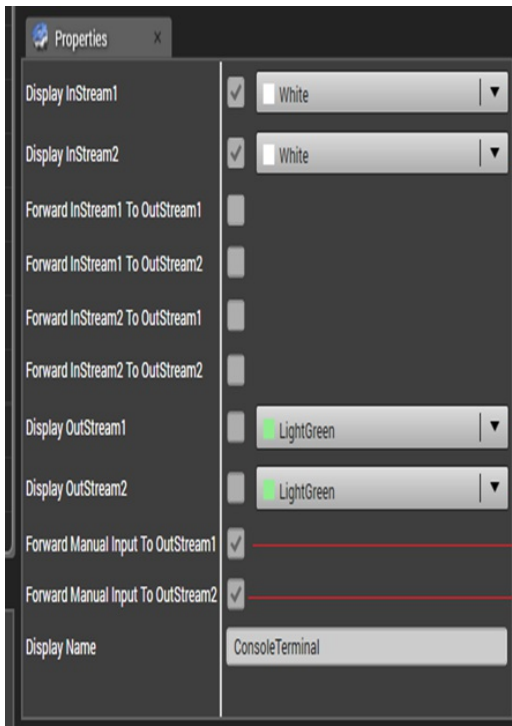 Properties x
Display InStream1 White
Display InStream2 White
Forward InStream1 To OutStream1
Forward InStream1 To OutStream2
Forward InStream2 To OutStream1
Forward InStream2 To OutStream2
Display OutStream1 LightGreen
Display OutStream2 LightGreen
Forward Manual Input To OutStream1
Forward Manual Input To OutStream2
Display Name ConsoleTerminal